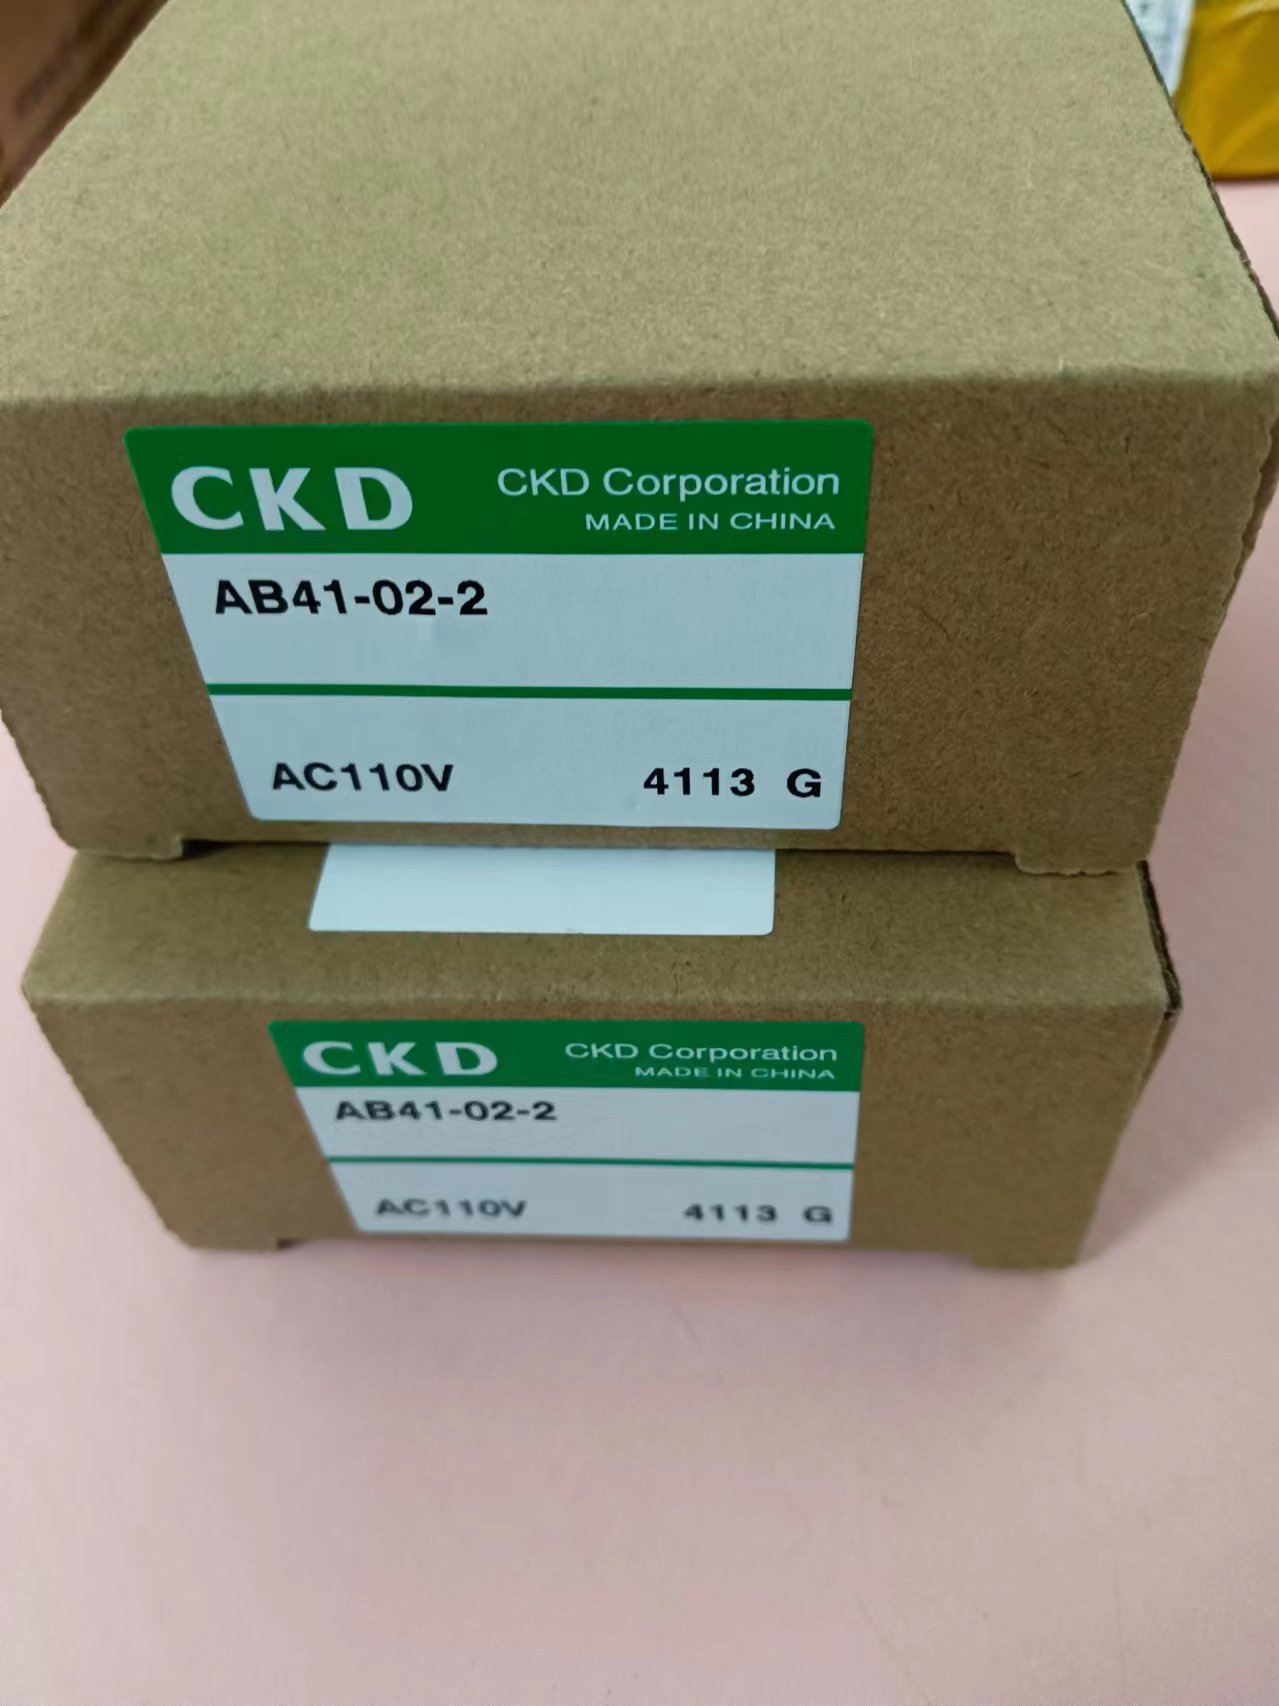 CKD
CKD Corporation
MADE IN CHINA
AB41-02-2
AC110V 4113 G
CKD
CKD Corporation
MADE IN CHINA
AB41-02-2
AC110V 4113 G